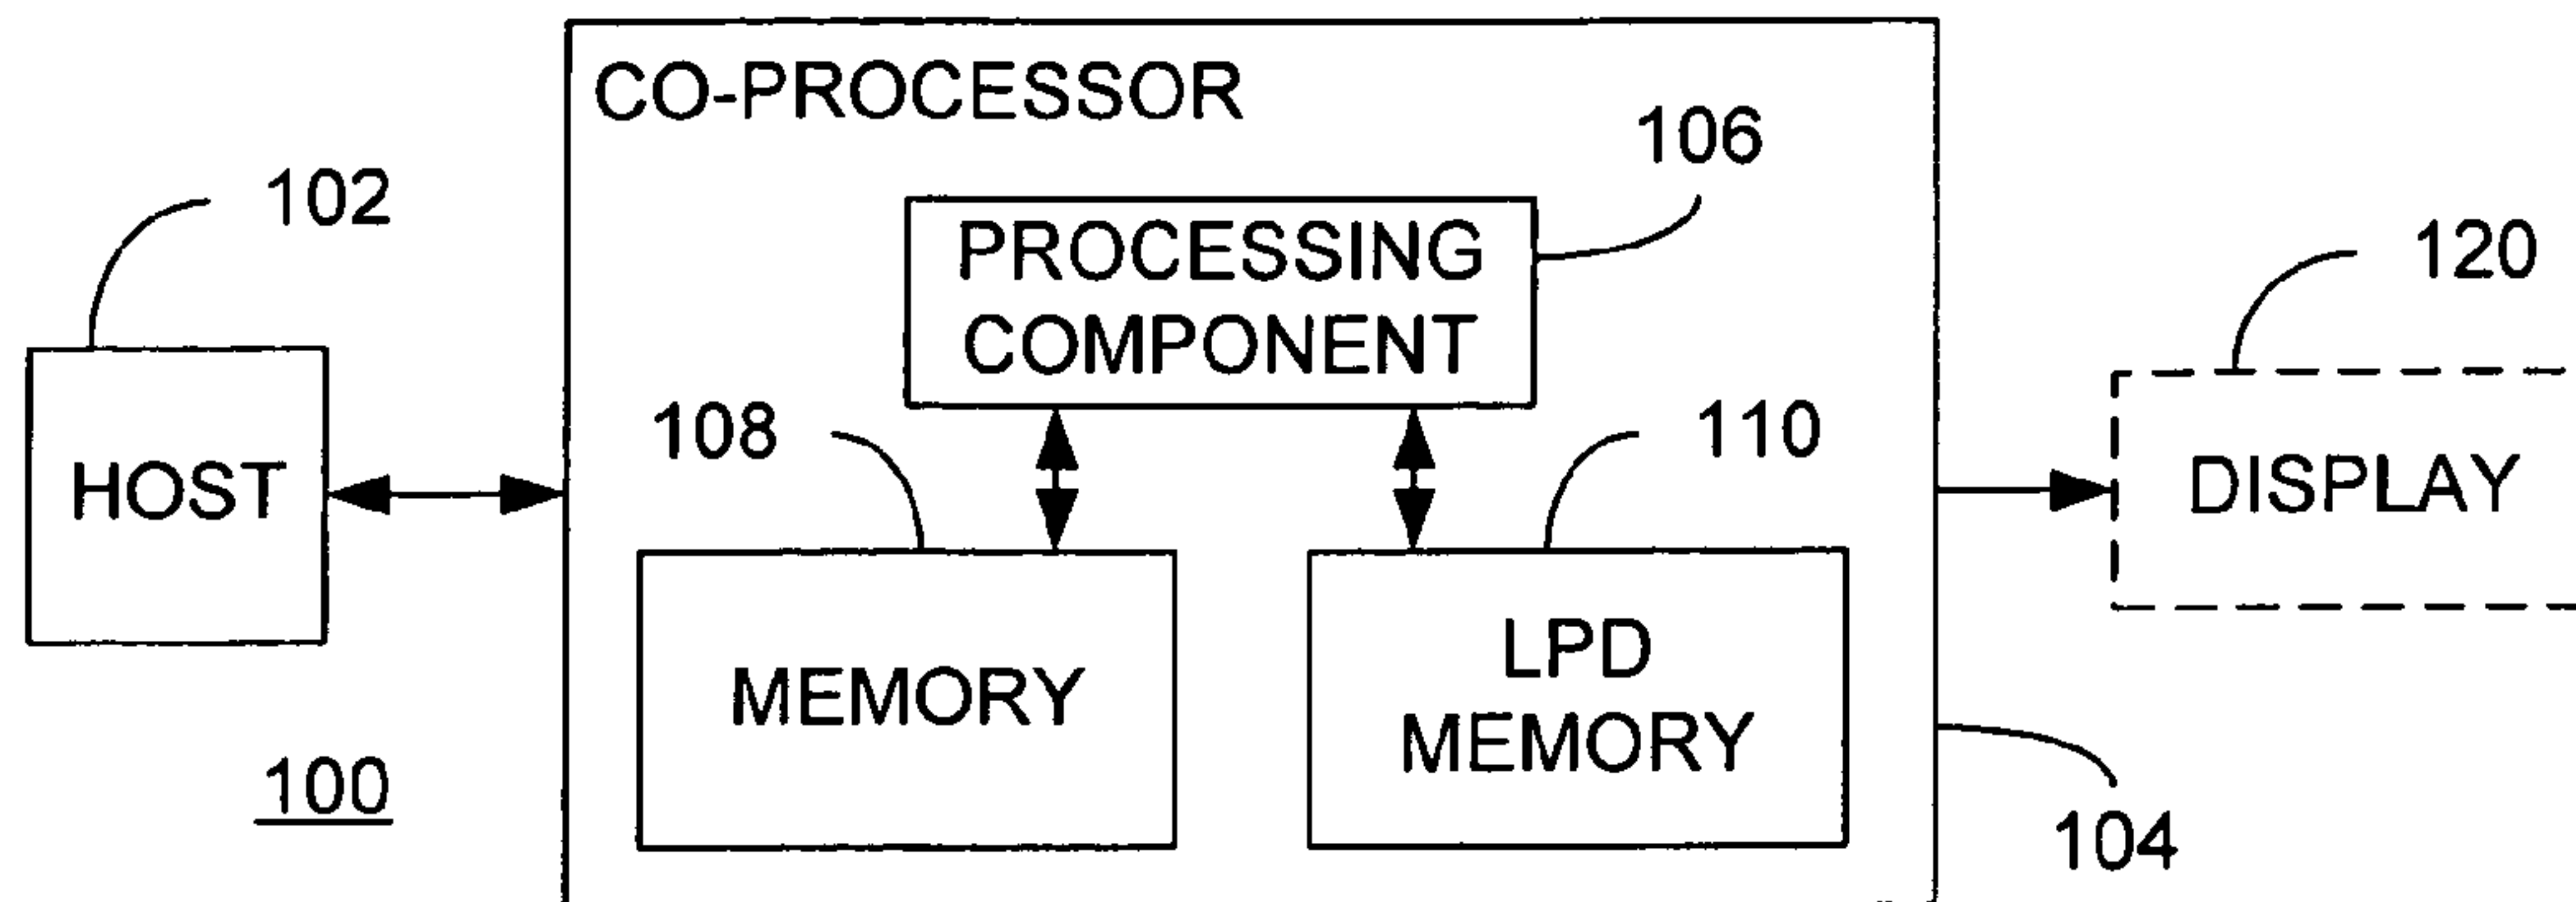 CO-PROCESSOR
106
102
PROCESSING
COMPONENT
120
108
110
HOST
DISPLAY
MEMORY
LPD
MEMORY
100
104